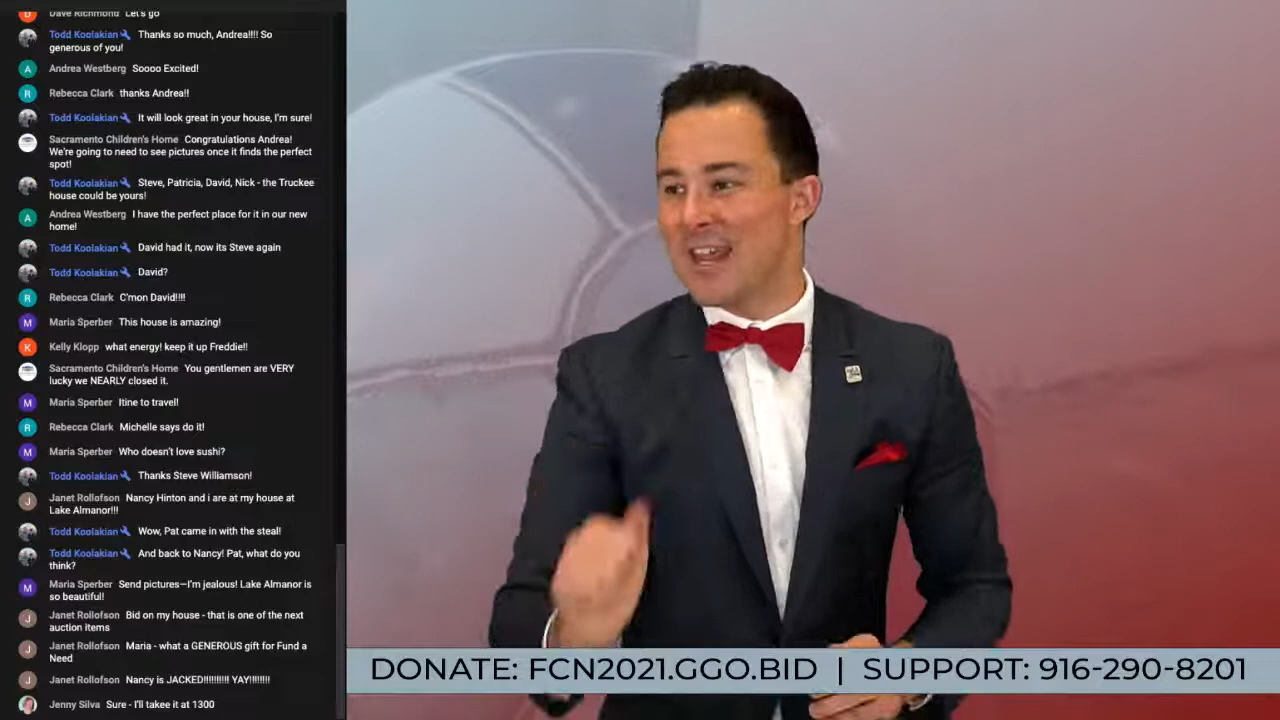 Dave Richmond Let's go
Todd Koolakian Thanks so much, Andrea!!!! So
generous of you!
Andrea Westberg Soooo Excited!
Rebecca Clark thanks Andrea!!
Todd Koolakian It will look great in your house, I'm sure!
Sacramento Children's Home Congratulations Andrea!
We're going to need to see pictures once it finds the perfect
spot!
Todd Koolakian Steve, Patricia, David, Nick - the Truckee
house could be yours!
Andrea Westberg I have the perfect place for it in our new
home!
Todd Koolakian David had it, now its Steve again
Todd Koolakian David?
Rebecca Clark C'mon David!!!!
Maria Sperber This house is amazing!
Kelly Klopp what energy! keep it up Freddie!!
Sacramento Children's Home You gentlemen are VERY
lucky we NEARLY closed it.
Maria Sperber Itine to travel!
Rebecca Clark Michelle says do it!
Maria Sperber Who doesn't love sushi?
Todd Koolakian Thanks Steve Williamson!
Janet Rollofson Nancy Hinton and i are at my house at
Lake Almanor!!!
Todd Koolakian Wow, Pat came in with the steal!
Todd Koolakian And back to Nancy! Pat, what do you
think?
Maria Sperber Send pictures—I'm jealous! Lake Almanor is
so beautiful!
Janet Rollofson Bid on my house - that is one of the next
auction items
Janet Rollofson Maria - what a GENEROUS gift for Fund a
Need
Janet Rollofson Nancy is JACKED!!!!!!!!!! YAY!!!!!!!!
Jenny Silva Sure - I'll takee it at 1300
DONATE: FCN2021.GGO.BID | SUPPORT: 916-290-8201